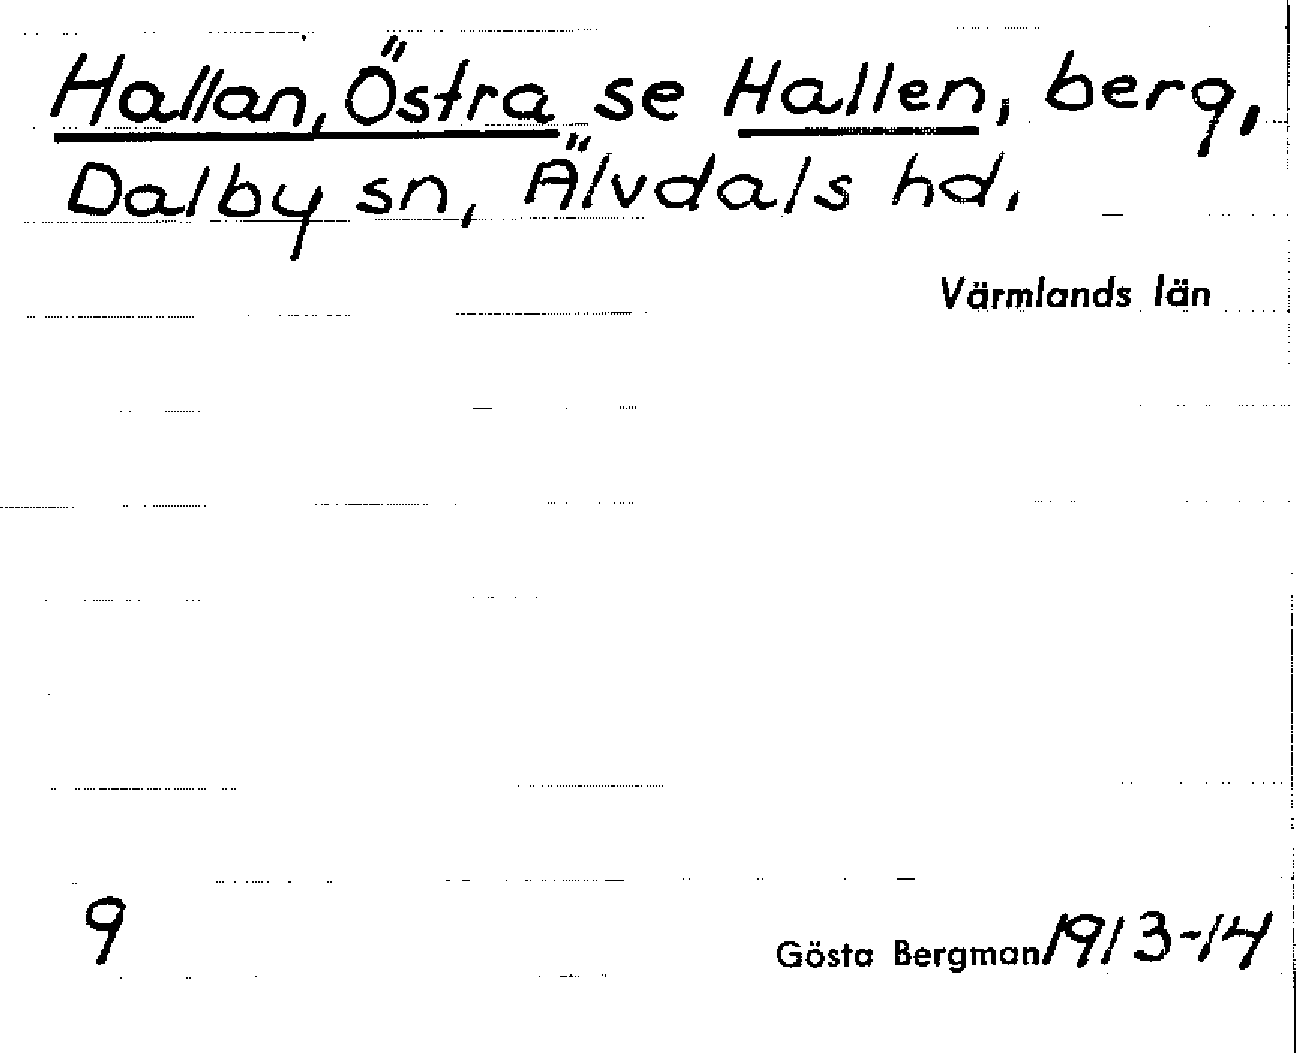 Hallan, Östra se Hallen, berg,
Dalby sn, Älvdals hd,
Värmlands län
9
Gösta Bergman 1913-14